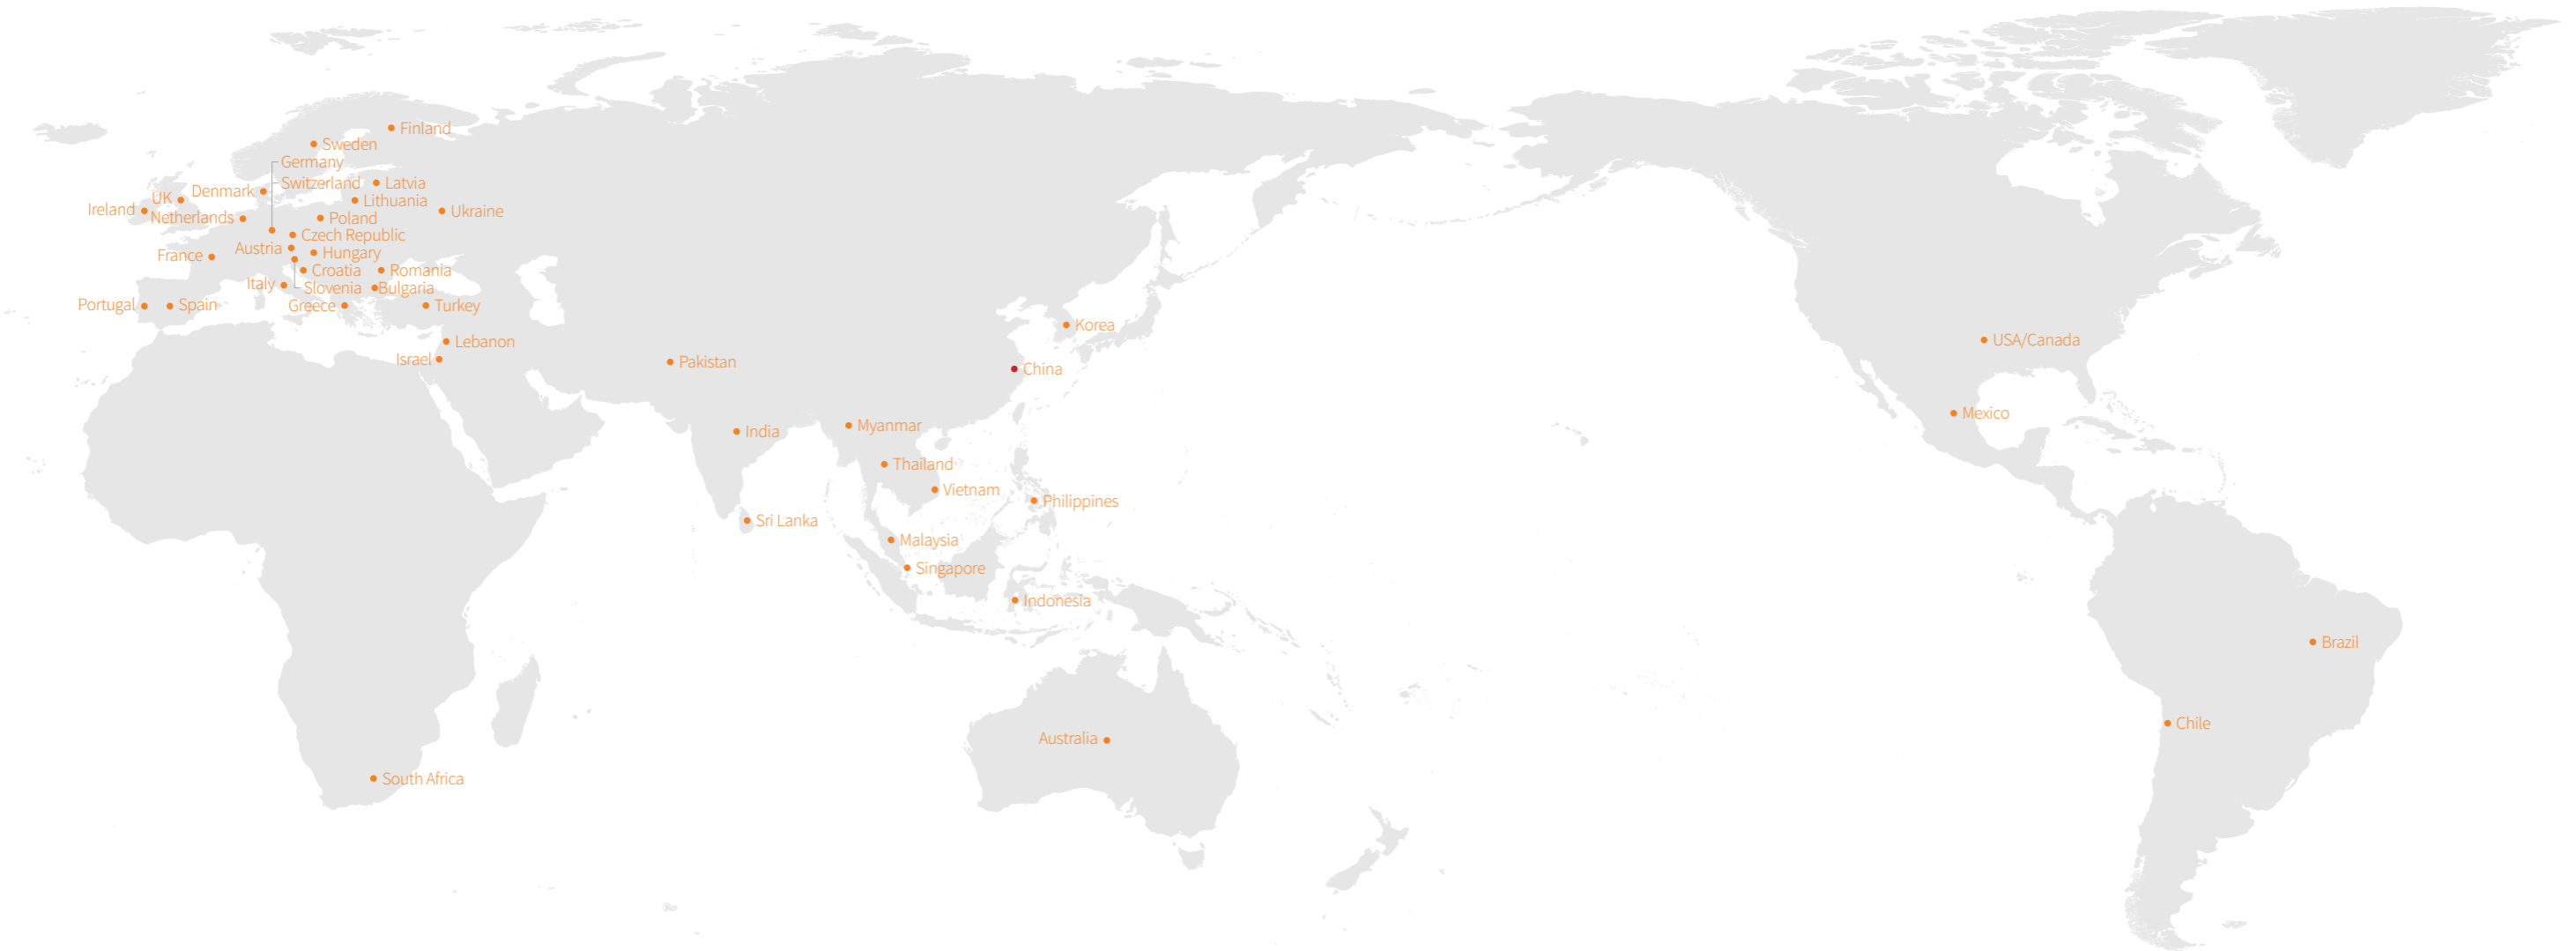 Finland
Sweden
Germany
Switzerland
Latvia
Denmark
UK
Lithuania
Ireland
Netherlands
Poland
Ukraine
Czech Republic
Austria
Hungary
France
Croatia
Romania
Italy
Slovenia
Bulgaria
Portugal
Spain
Greece
Turkey
Korea
Lebanon
USA/Canada
Israel
Pakistan
China
Mexico
Myanmar
India
Thailand
Vietnam
Philippines
Sri Lanka
Malaysia
Singapore
Indonesia
Brazil
Chile
Australia
South Africa